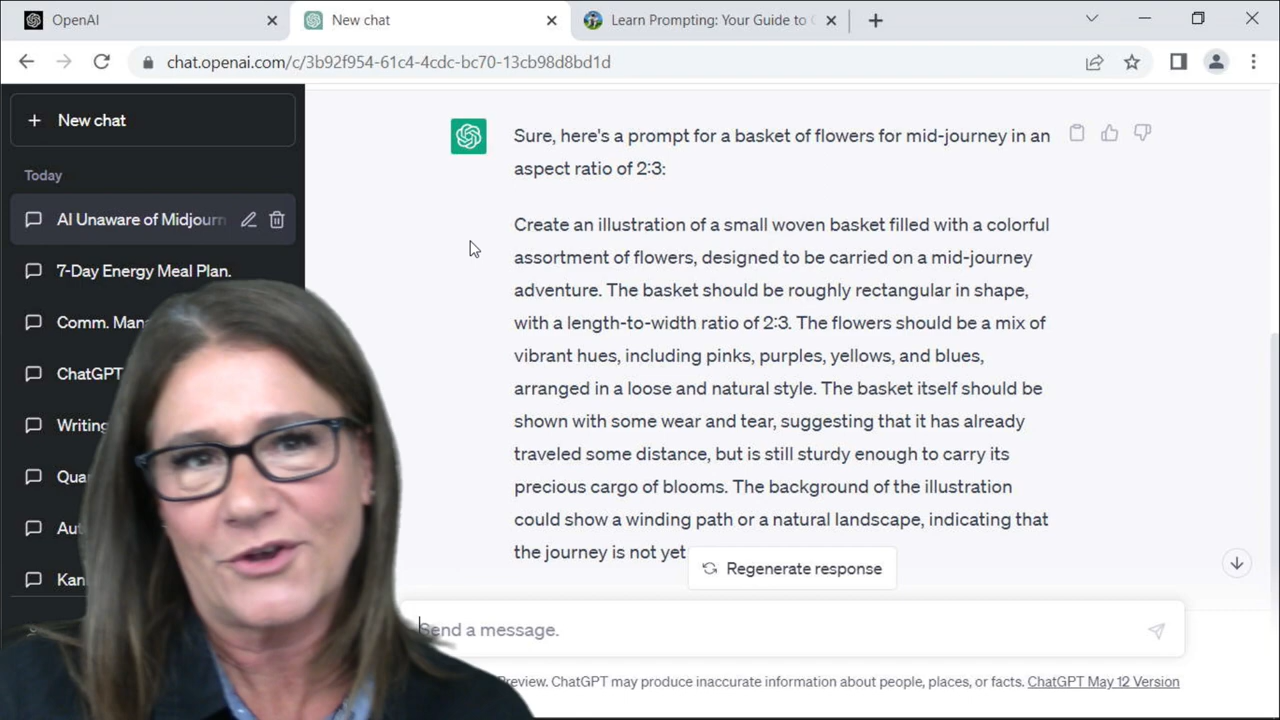 OpenAI
New chat
Learn Prompting: Your Guide to
chat.openai.com/c/3b92f954-61c4-4cdc-bc70-13cb98d8bd1d
New chat
Today
AI Unaware of Midjourn
7-Day Energy Meal Plan.
Comm. Man
ChatGPT
Writing
Qua
Aut
Kan
Sure, here's a prompt for a basket of flowers for mid-journey in an
aspect ratio of 2:3:
Create an illustration of a small woven basket filled with a colorful
assortment of flowers, designed to be carried on a mid-journey
adventure. The basket should be roughly rectangular in shape,
with a length-to-width ratio of 2:3. The flowers should be a mix of
vibrant hues, including pinks, purples, yellows, and blues,
arranged in a loose and natural style. The basket itself should be
shown with some wear and tear, suggesting that it has already
traveled some distance, but is still sturdy enough to carry its
precious cargo of blooms. The background of the illustration
could show a winding path or a natural landscape, indicating that
the journey is not yet
Regenerate response
Send a message.
Preview. ChatGPT may produce inaccurate information about people, places, or facts. ChatGPT May 12 Version